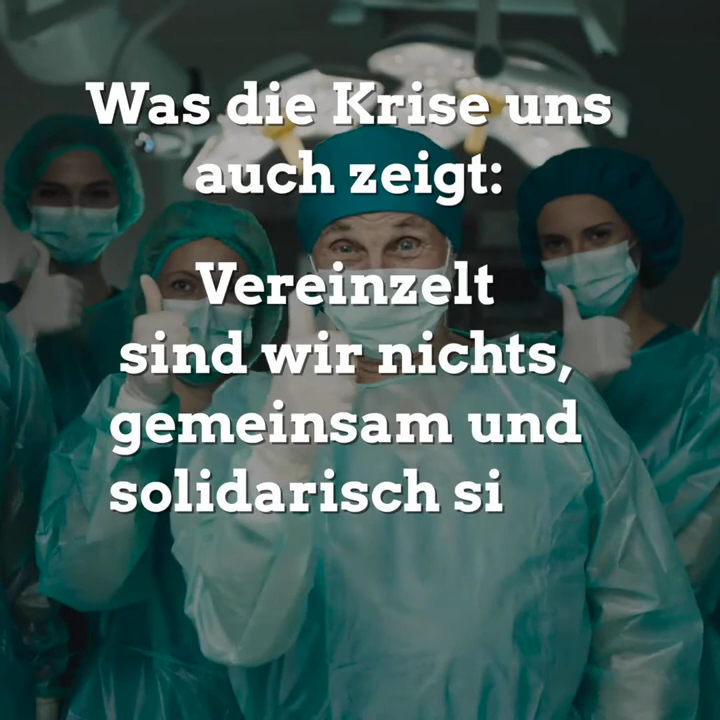 Was die Krise uns
auch zeigt:
Vereinzelt
sind wir nichts,
gemeinsam und
solidarisch si